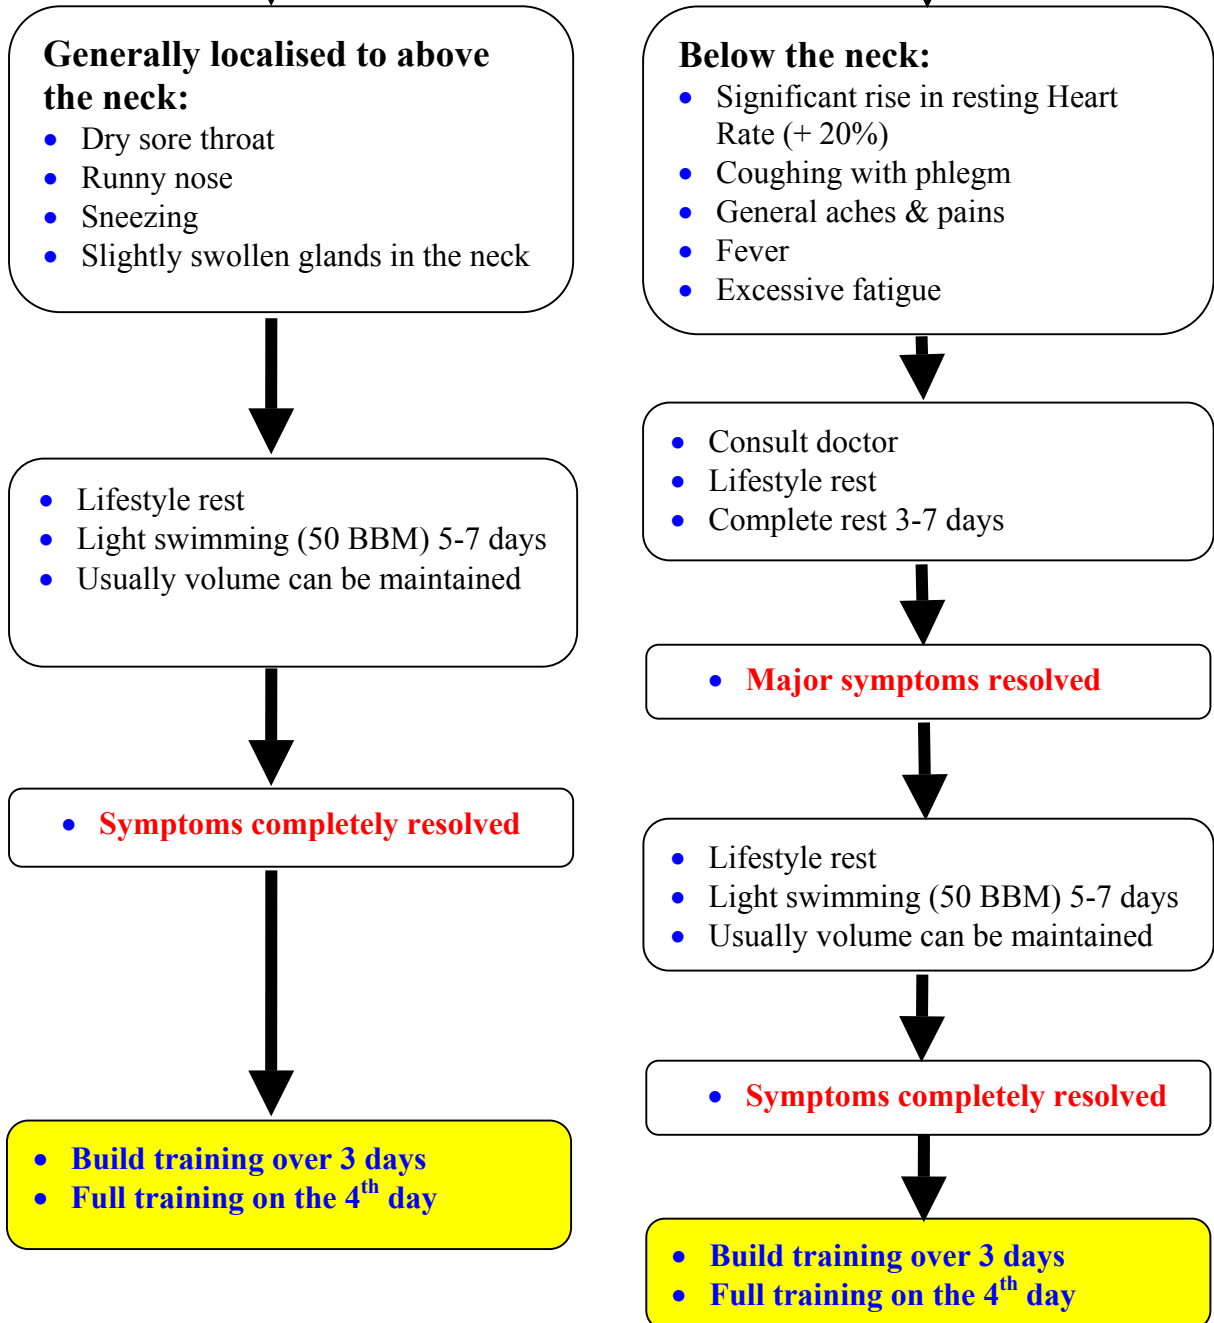 Generally localised to above
the neck:
• Dry sore throat
• Runny nose
• Sneezing
• Slightly swollen glands in the neck
• Lifestyle rest
• Light swimming (50 BBM) 5-7 days
• Usually volume can be maintained
• Symptoms completely resolved
• Build training over 3 days
• Full training on the 4th day
Below the neck:
• Significant rise in resting Heart
Rate (+ 20%)
• Coughing with phlegm
• General aches & pains
• Fever
• Excessive fatigue
• Consult doctor
• Lifestyle rest
• Complete rest 3-7 days
• Major symptoms resolved
• Lifestyle rest
• Light swimming (50 BBM) 5-7 days
• Usually volume can be maintained
• Symptoms completely resolved
• Build training over 3 days
• Full training on the 4th day